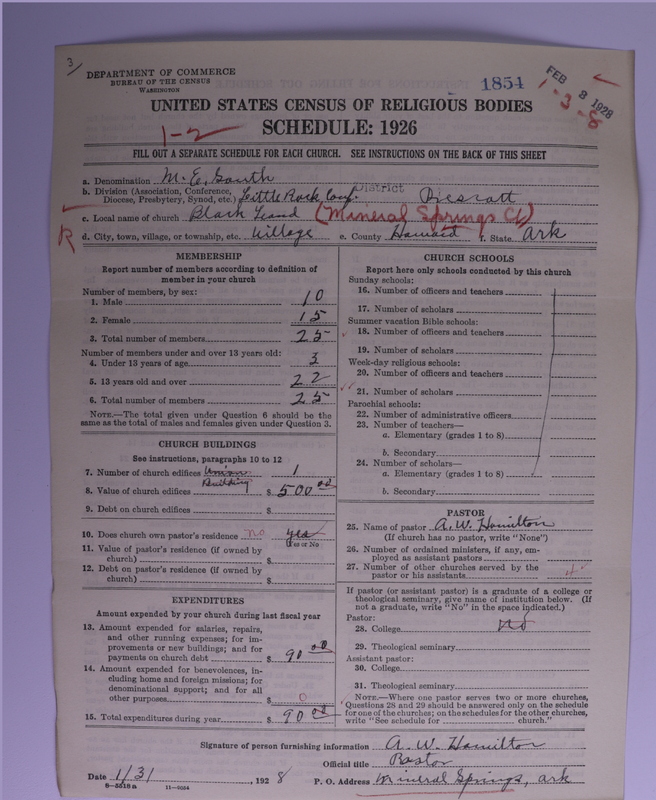 3
DEPARTMENT OF COMMERCE
BUREAU OF THE CENSUS
WASHINGTON
1854
FEB 8 1928
1-3-8
UNITED STATES CENSUS OF RELIGIOUS BODIES
SCHEDULE: 1926
1-2
FILL OUT A SEPARATE SCHEDULE FOR EACH CHURCH. SEE INSTRUCTIONS ON THE BACK OF THIS SHEET
a. Denomination M. E. South
b. Division (Association, Conference, Diocese, Presbytery, Synod, etc.) Little Rock Conf. District Prescott
c. Local name of church Black Land (Mineral Springs Ct)
R
d. City, town, village, or township, etc. Village e. County Howard f. State Ark
MEMBERSHIP
Report number of members according to definition of member in your church
Number of members, by sex:
1. Male 10
2. Female 15
3. Total number of members 25
Number of members under and over 13 years old:
4. Under 13 years of age 3
5. 13 years old and over 22
6. Total number of members 25
NOTE.—The total given under Question 6 should be the same as the total of males and females given under Question 3.
CHURCH BUILDINGS
See instructions, paragraphs 10 to 12
7. Number of church edifices Union Building 1
8. Value of church edifices $ 500 00
9. Debt on church edifices $
10. Does church own pastor's residence no yes
(Yes or No)
11. Value of pastor's residence (if owned by church) $
12. Debt on pastor's residence (if owned by church) $
EXPENDITURES
Amount expended by your church during last fiscal year
13. Amount expended for salaries, repairs, and other running expenses; for improvements or new buildings; and for payments on church debt $ 90 00
14. Amount expended for benevolences, including home and foreign missions; for denominational support; and for all other purposes $ 0
15. Total expenditures during year $ 90 00
CHURCH SCHOOLS
Report here only schools conducted by this church
Sunday schools:
16. Number of officers and teachers
17. Number of scholars
Summer vacation Bible schools:
18. Number of officers and teachers
19. Number of scholars
Week-day religious schools:
20. Number of officers and teachers
21. Number of scholars
Parochial schools:
22. Number of administrative officers
23. Number of teachers—
a. Elementary (grades 1 to 8)
b. Secondary
24. Number of scholars—
a. Elementary (grades 1 to 8)
b. Secondary
PASTOR
25. Name of pastor A. W. Hamilton
(If church has no pastor, write "None")
26. Number of ordained ministers, if any, employed as assistant pastors
27. Number of other churches served by the pastor or his assistants 4
If pastor (or assistant pastor) is a graduate of a college or theological seminary, give name of institution below. (If not a graduate, write "No" in the space indicated.)
Pastor:
28. College No
29. Theological seminary
Assistant pastor:
30. College
31. Theological seminary
NOTE.—Where one pastor serves two or more churches, Questions 28 and 29 should be answered only on the schedule for one of the churches; on the schedules for the other churches, write "See schedule for church."
Signature of person furnishing information A. W. Hamilton
Official title Pastor
Date 1/31, 1928 P. O. Address Mineral Springs, Ark
8-5518a 11-9054